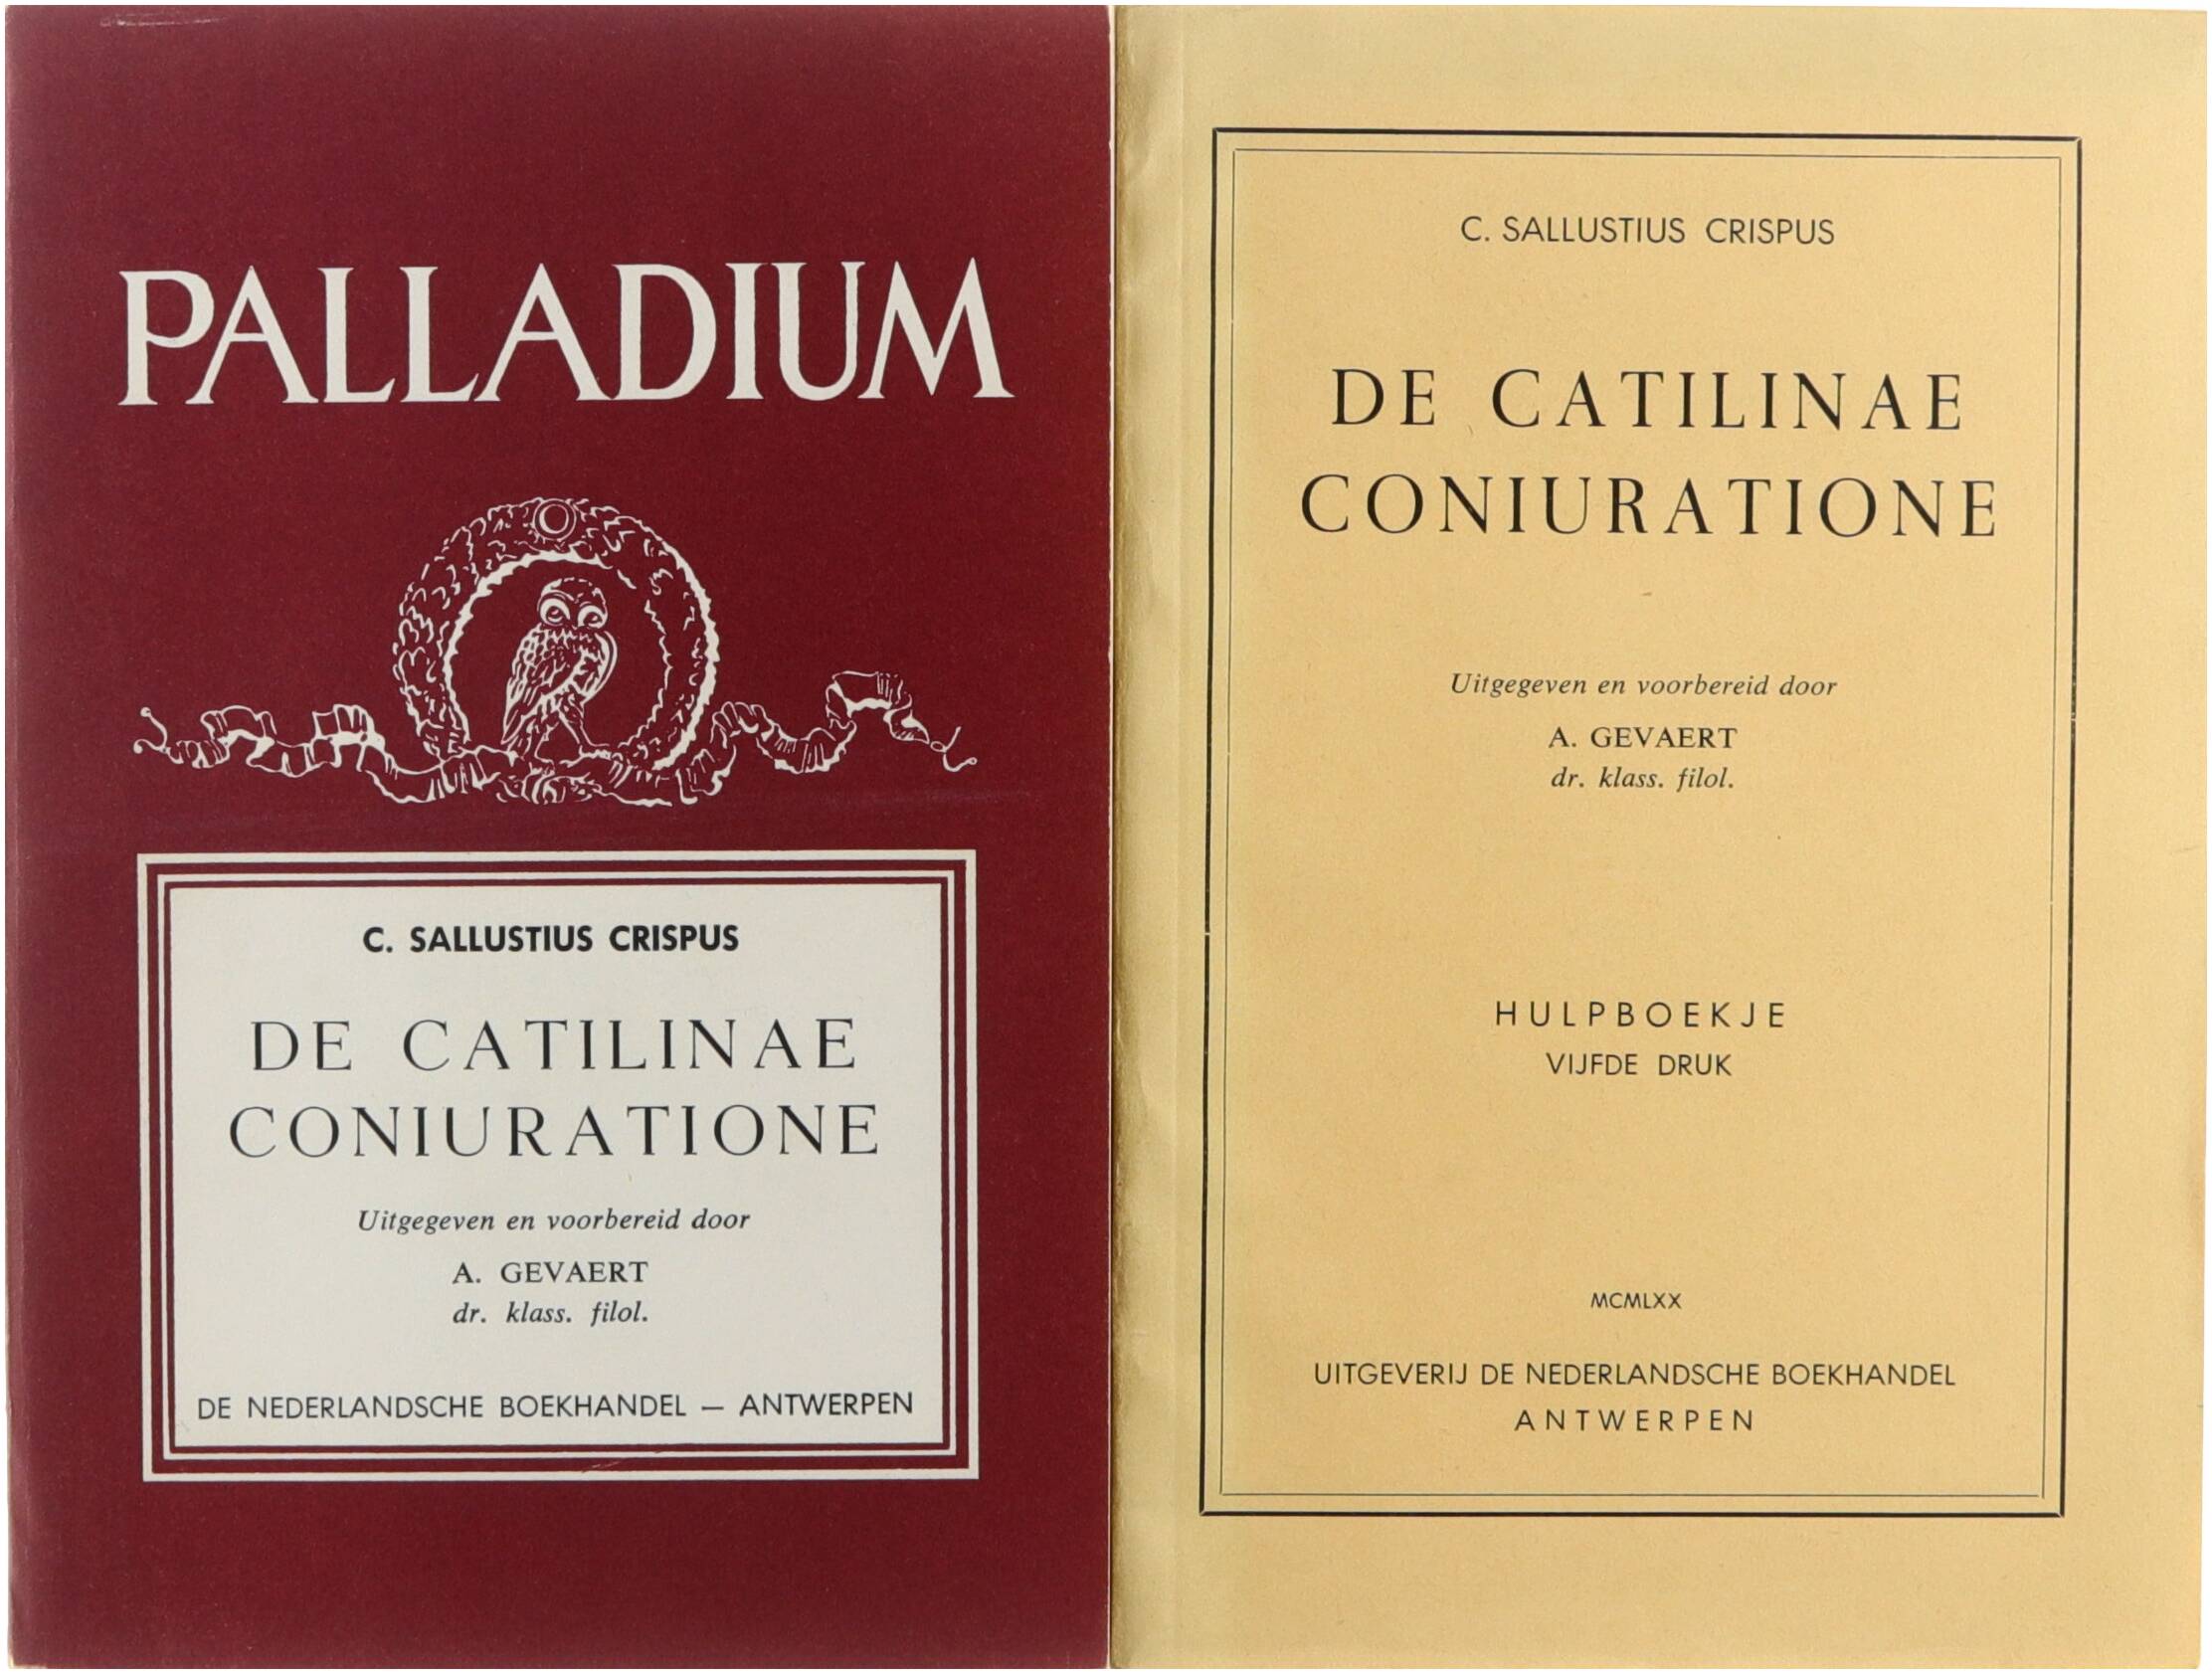 PALLADIUM
C. SALLUSTIUS CRISPUS
DE CATILINAE
CONIURATIONE
Uitgegeven en voorbereid door
A. GEVAERT
dr. klass. filol.
DE NEDERLANDSCHE BOEKHANDEL — ANTWERPEN
C. SALLUSTIUS CRISPUS
DE CATILINAE
CONIURATIONE
Uitgegeven en voorbereid door
A. GEVAERT
dr. klass. filol.
HULPBOEKJE
VIJFDE DRUK
MCMLXX
UITGEVERIJ DE NEDERLANDSCHE BOEKHANDEL
ANTWERPEN